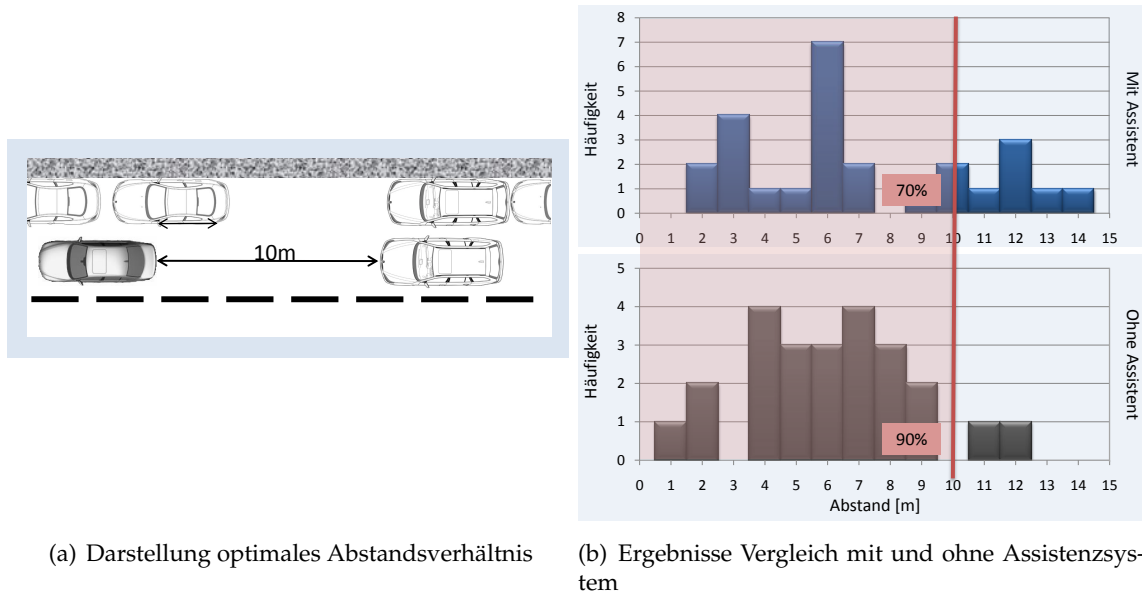 10m
8
7
6
5
4
3
2
1
0
Häufigkeit
70%
0 1 2 3 4 5 6 7 8 9 10 11 12 13 14 15
Mit Assistent
5
4
3
2
1
0
Häufigkeit
90%
0 1 2 3 4 5 6 7 8 9 10 11 12 13 14 15
Abstand [m]
Ohne Assistent
(a) Darstellung optimales Abstandsverhältnis
(b) Ergebnisse Vergleich mit und ohne Assistenzsys-
tem